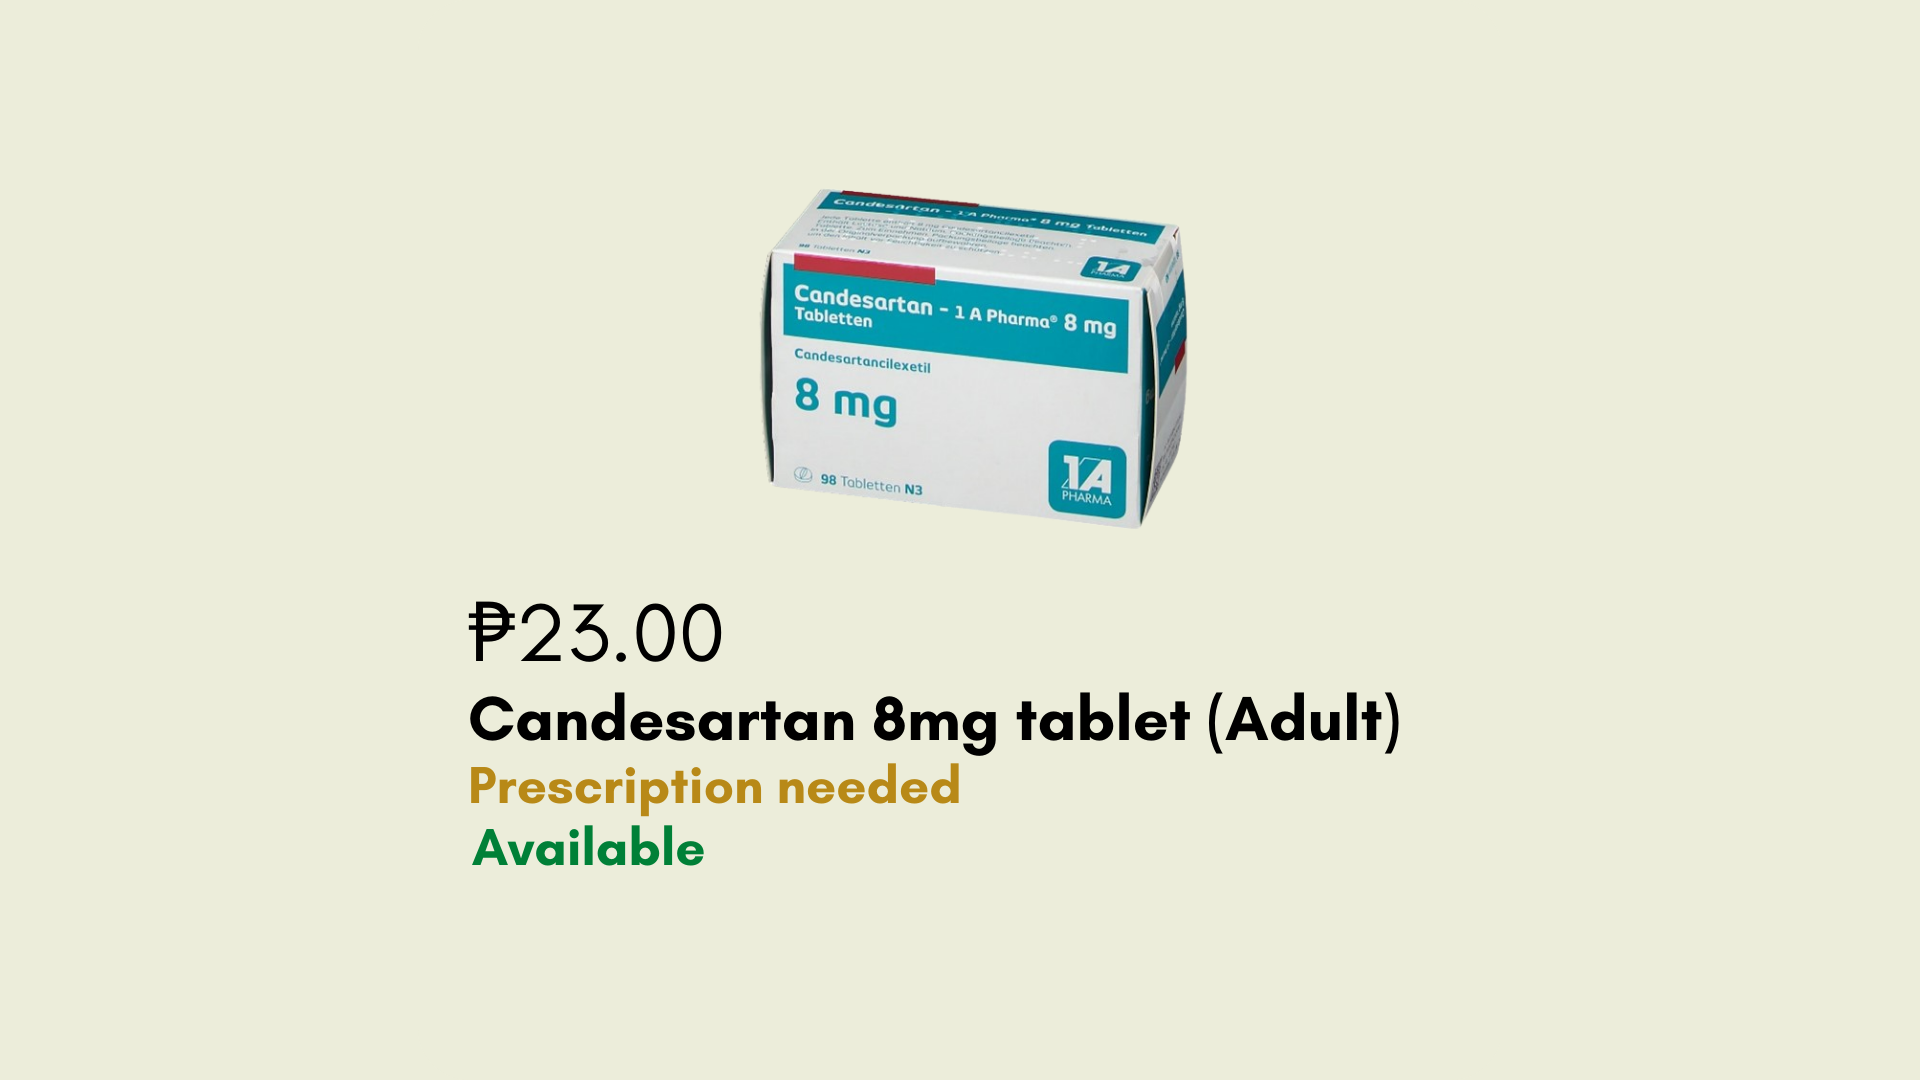 Candesartan - 1 A Pharma® 8 mg Tabletten
98 Tabletten N3
1A
PHARMA
Candesartan - 1 A Pharma® 8 mg
Tabletten
Candesartancilexetil
8 mg
98 Tabletten N3
1A
PHARMA
₱23.00
Candesartan 8mg tablet (Adult)
Prescription needed
Available